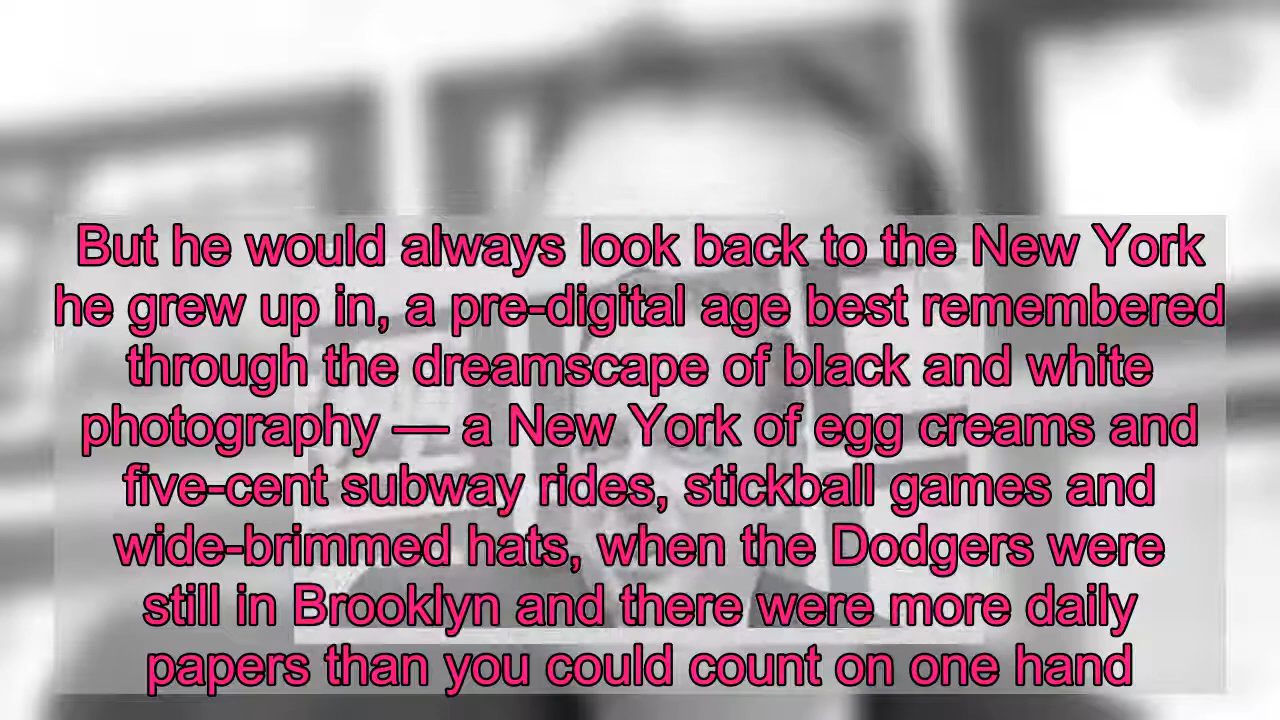 But he would always look back to the New York
he grew up in, a pre-digital age best remembered
through the dreamscape of black and white
photography — a New York of egg creams and
five-cent subway rides, stickball games and
wide-brimmed hats, when the Dodgers were
still in Brooklyn and there were more daily
papers than you could count on one hand